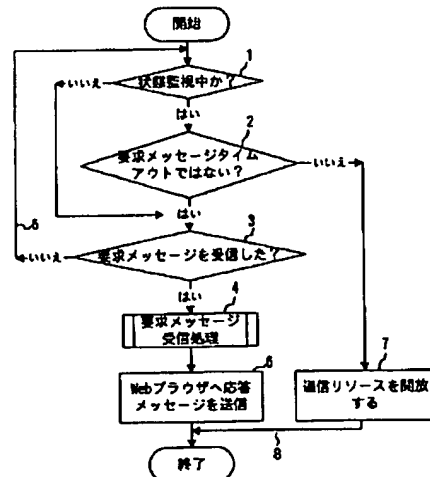 開始
1
状態監視中か?
いいえ
はい
2
要求メッセージタイム
アウトではない?
いいえ
はい
6
3
要求メッセージを受信した?
いいえ
はい
4
要求メッセージ
受信処理
6
Webブラウザへ応答
メッセージを送信
7
通信リソースを開放
する
8
終了